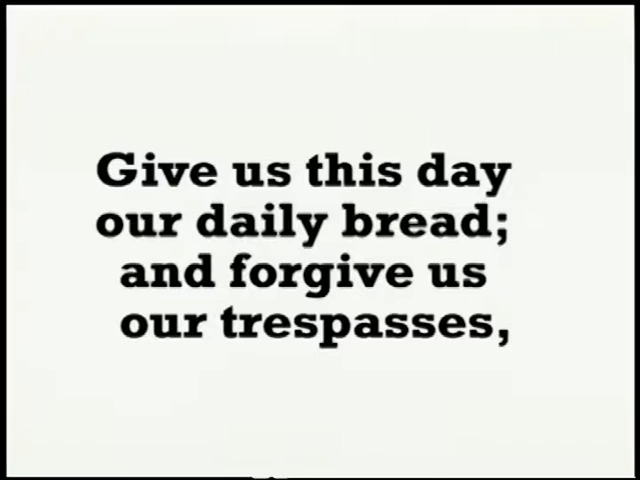 Give us this day
our daily bread;
and forgive us
our trespasses,